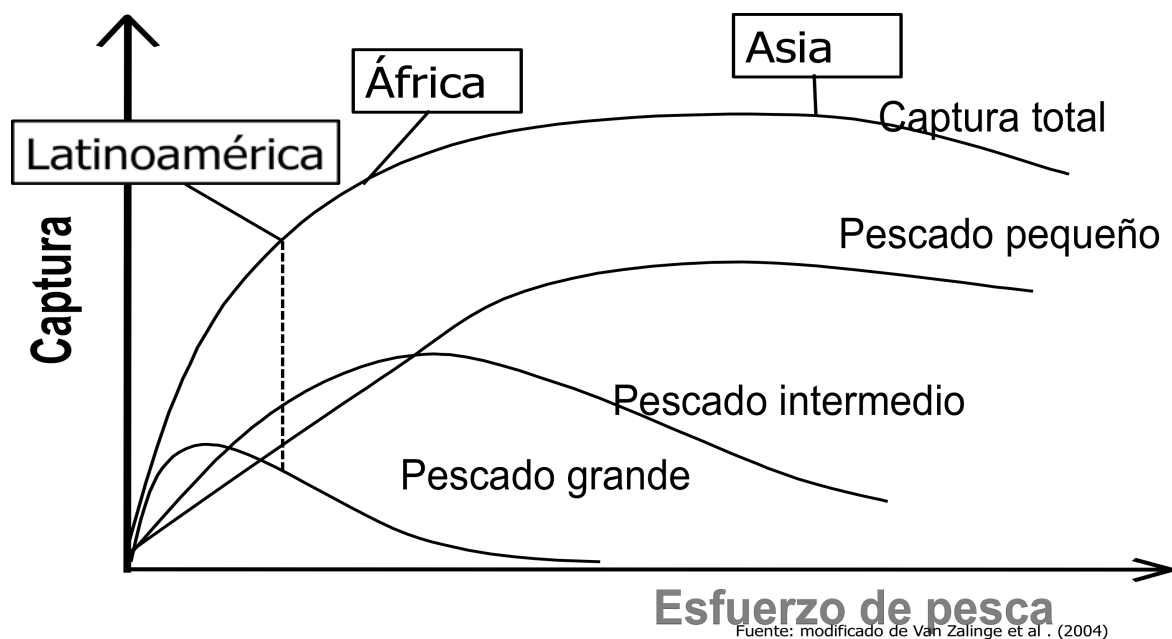 Asia
África
Captura total
Latinoamérica
Captura
Pescado pequeño
Pescado intermedio
Pescado grande
Esfuerzo de pesca
Fuente: modificado de Van Zalinge et al . (2004)